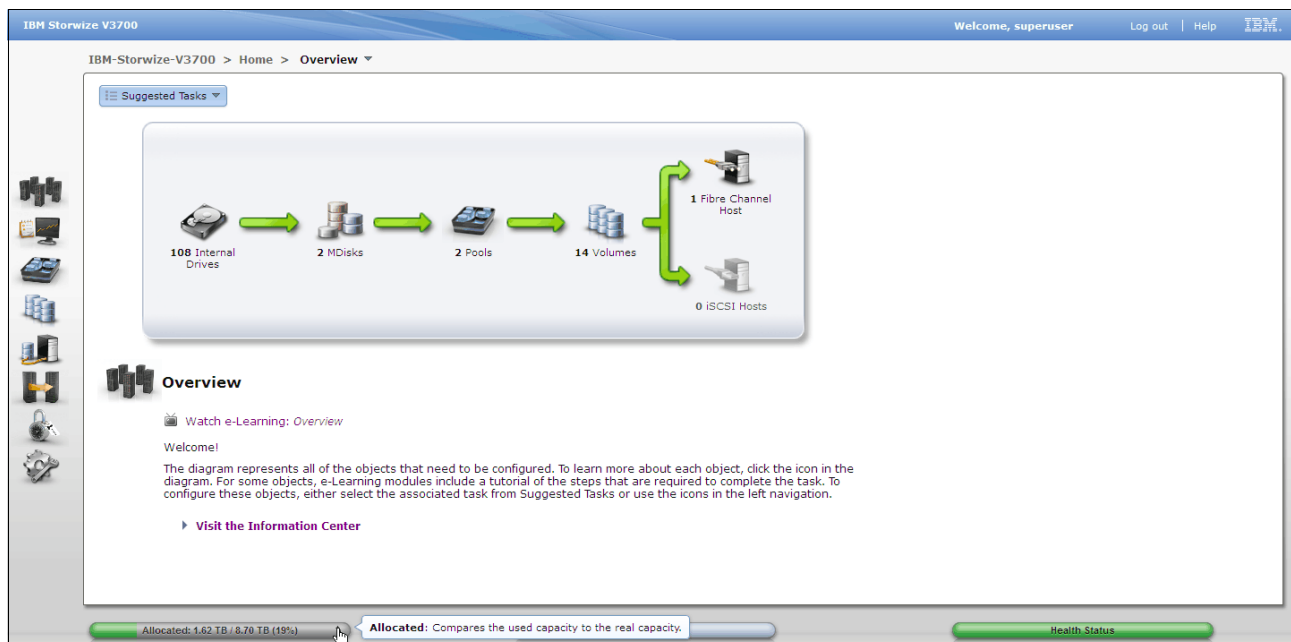 IBM Storwize V3700
Welcome, superuser
Log out | Help
IBM.
IBM-Storwize-V3700 > Home > Overview
Suggested Tasks
1 Fibre Channel
Host
108 Internal
Drives
2 MDisks
2 Pools
14 Volumes
0 iSCSI Hosts
Overview
Watch e-Learning: Overview
Welcome!
The diagram represents all of the objects that need to be configured. To learn more about each object, click the icon in the
diagram. For some objects, e-Learning modules include a tutorial of the steps that are required to complete the task. To
configure these objects, either select the associated task from Suggested Tasks or use the icons in the left navigation.
Visit the Information Center
Allocated: 1.62 TB / 8.70 TB (19%)
Allocated: Compares the used capacity to the real capacity.
Health Status